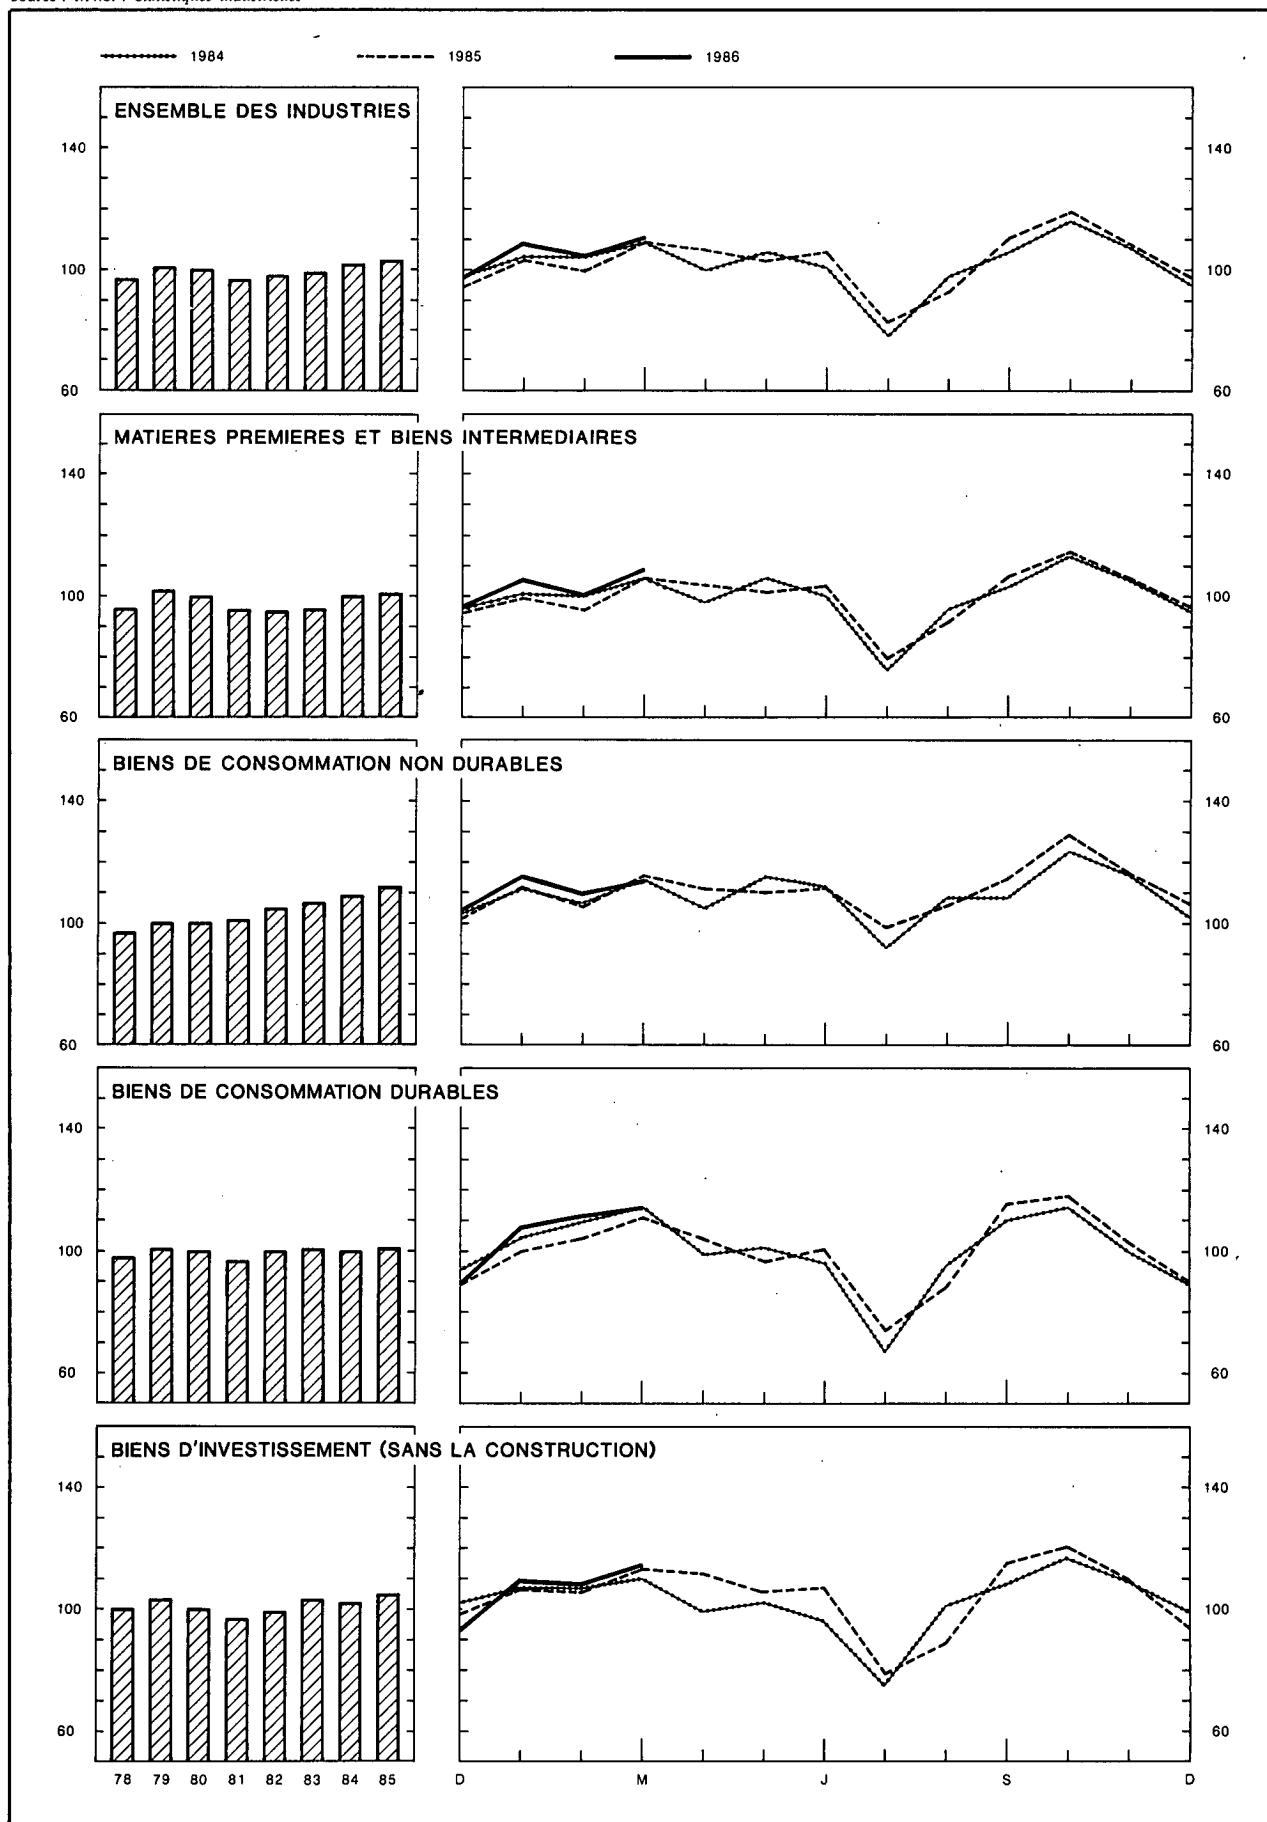 1984 1985 1986
ENSEMBLE DES INDUSTRIES
140 140
100 100
60 60
MATIERES PREMIERES ET BIENS INTERMEDIAIRES
140 140
100 100
60 60
BIENS DE CONSOMMATION NON DURABLES
140 140
100 100
60 60
BIENS DE CONSOMMATION DURABLES
140 140
100 100
60 60
BIENS D'INVESTISSEMENT (SANS LA CONSTRUCTION)
140 140
100 100
60 60
78 79 80 81 82 83 84 85 D M J S D